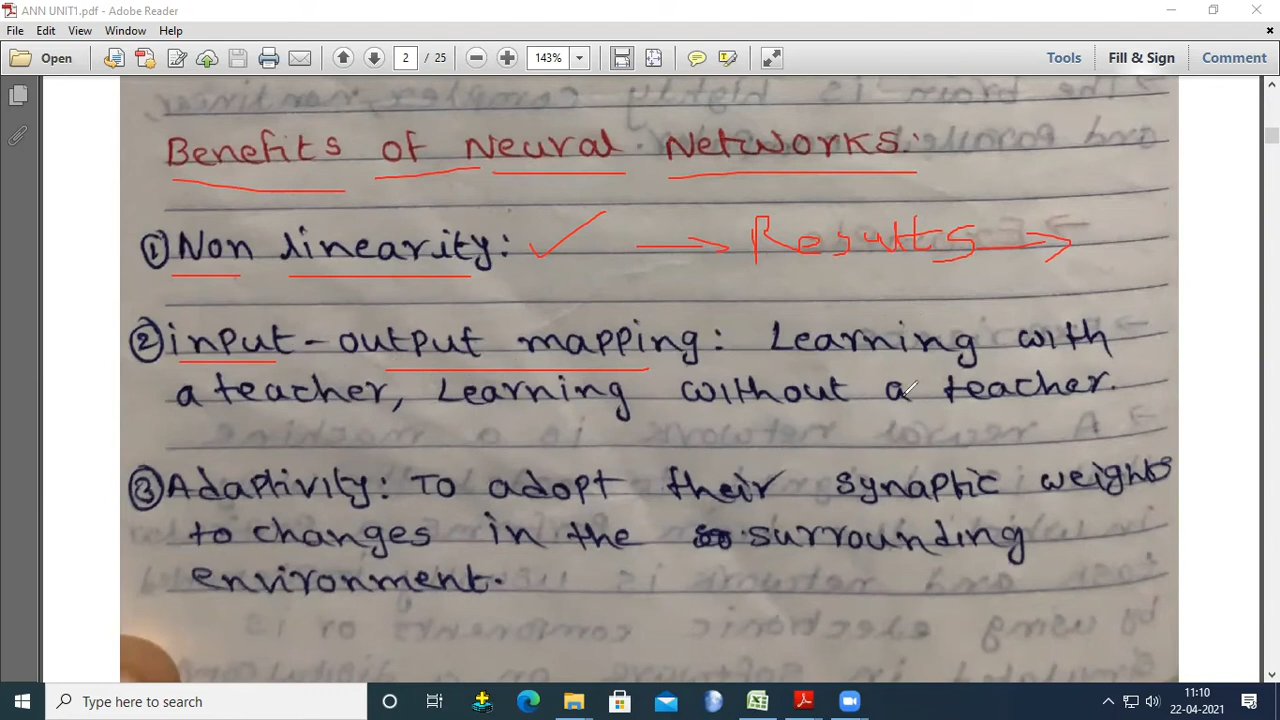 ANN UNIT1.pdf - Adobe Reader
File Edit View Window Help
Open 2 / 25 143% Tools Fill & Sign Comment
Benefits of Neural Networks:
① Non linearity: ✓ → Results →
② input-output mapping: Learning with
a teacher, Learning without a teacher.
③ Adaptivity: To adopt their synaptic weights
to changes in the surrounding
environment.
Type here to search
11:10
22-04-2021